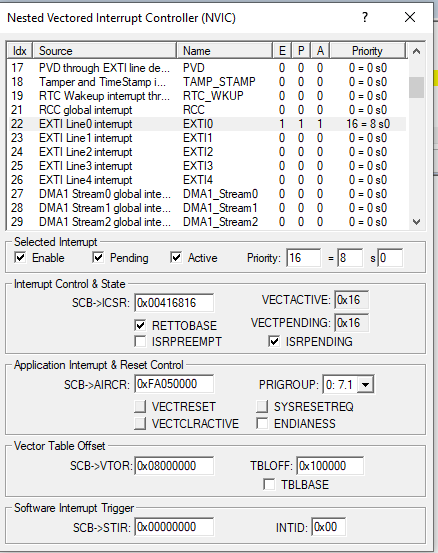 Nested Vectored Interrupt Controller (NVIC) ? ×
Idx Source Name E P A Priority
17 PVD through EXTI line de... PVD 0 0 0 0 = 0 s0
18 Tamper and TimeStamp i... TAMP_STAMP 0 0 0 0 = 0 s0
19 RTC Wakeup interrupt thr... RTC_WKUP 0 0 0 0 = 0 s0
21 RCC global interrupt RCC 0 0 0 0 = 0 s0
22 EXTI Line0 interrupt EXTI0 1 1 1 16 = 8 s0
23 EXTI Line1 interrupt EXTI1 0 0 0 0 = 0 s0
24 EXTI Line2 interrupt EXTI2 0 0 0 0 = 0 s0
25 EXTI Line3 interrupt EXTI3 0 0 0 0 = 0 s0
26 EXTI Line4 interrupt EXTI4 0 0 0 0 = 0 s0
27 DMA1 Stream0 global inte... DMA1_Stream0 0 0 0 0 = 0 s0
28 DMA1 Stream1 global inte... DMA1_Stream1 0 0 0 0 = 0 s0
29 DMA1 Stream2 global inte... DMA1_Stream2 0 0 0 0 = 0 s0
Selected Interrupt
Enable Pending Active Priority: 16 = 8 s 0
Interrupt Control & State
SCB->ICSR: 0x00416816 VECTACTIVE: 0x16
RETTOBASE VECTPENDING: 0x16
ISRPREEMPT ISRPENDING
Application Interrupt & Reset Control
SCB->AIRCR: 0xFA050000 PRIGROUP: 0: 7.1
VECTRESET SYSRESETREQ
VECTCLRACTIVE ENDIANESS
Vector Table Offset
SCB->VTOR: 0x08000000 TBLOFF: 0x100000
TBLBASE
Software Interrupt Trigger
SCB->STIR: 0x00000000 INTID: 0x00